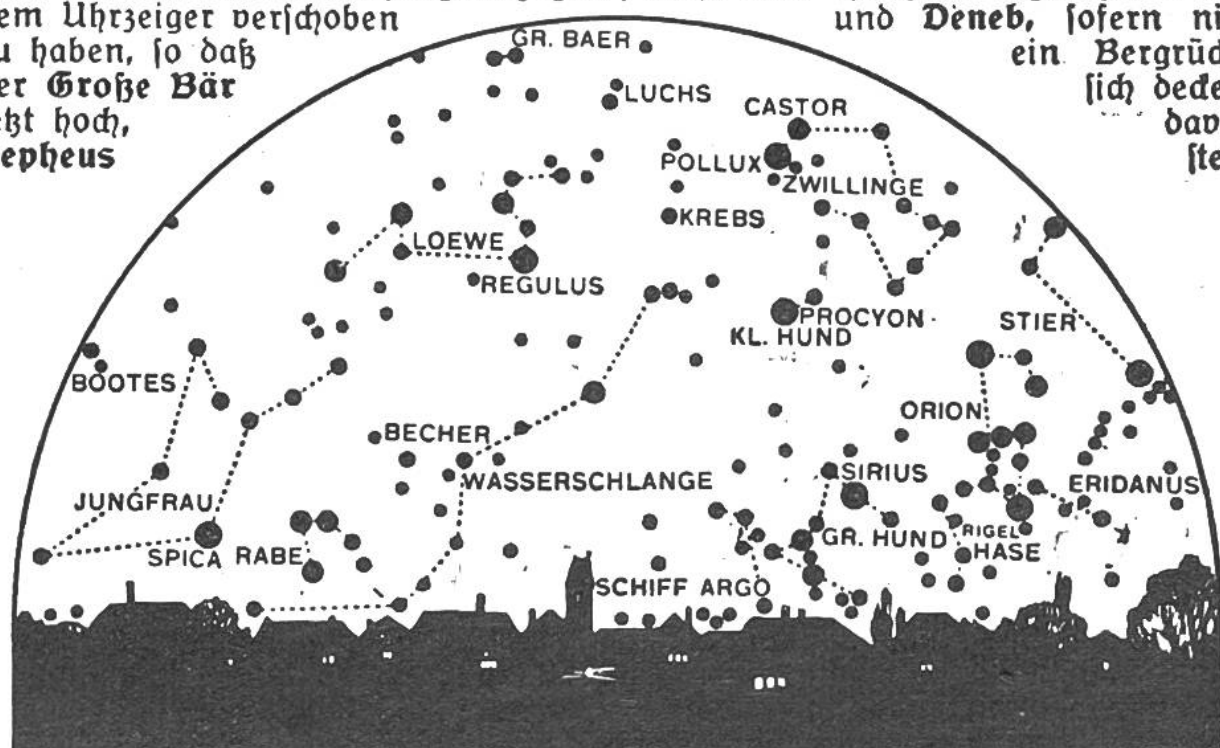 em Uhrzeiger verſchoben
u haben, ſo daß
er Große Bär
tzt hoch,
epheus
und Deneb, ſofern ni
ein Bergrüd
ſich decke
dav
ſte
GR. BAER
LUCHS
CASTOR
POLLUX
ZWILLINGE
KREBS
LOEWE
REGULUS
PROCYON
KL. HUND
STIER
BOOTES
ORION
BECHER
SIRIUS
WASSERSCHLANGE
ERIDANUS
JUNGFRAU
RIGEL
GR. HUND
HASE
SPICA
RABE
SCHIFF ARGO